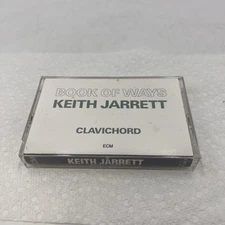 BOOK OF WAYS
KEITH JARRETT
CLAVICHORD
ECM
KEITH JARRETT